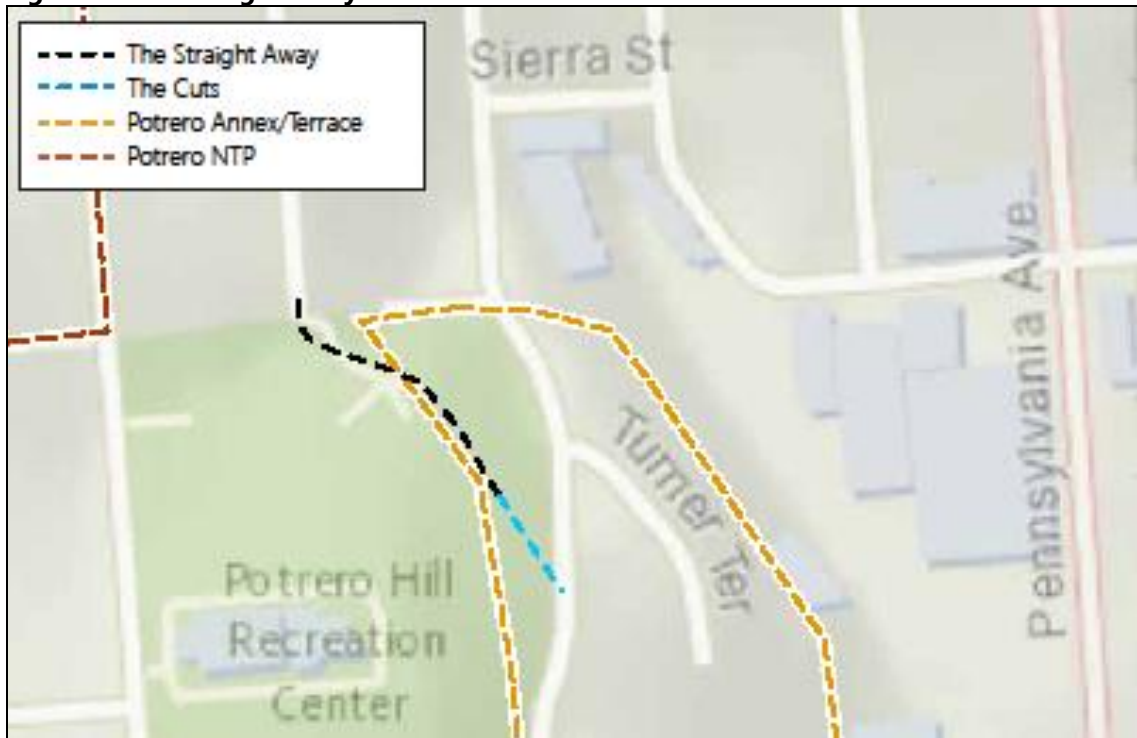 The Straight Away
The Cuts
Potrero Annex/Terrace
Potrero NTP
Sierra St
Turner Ter
Pennsylvania Ave.
Potrero Hill
Recreation
Center